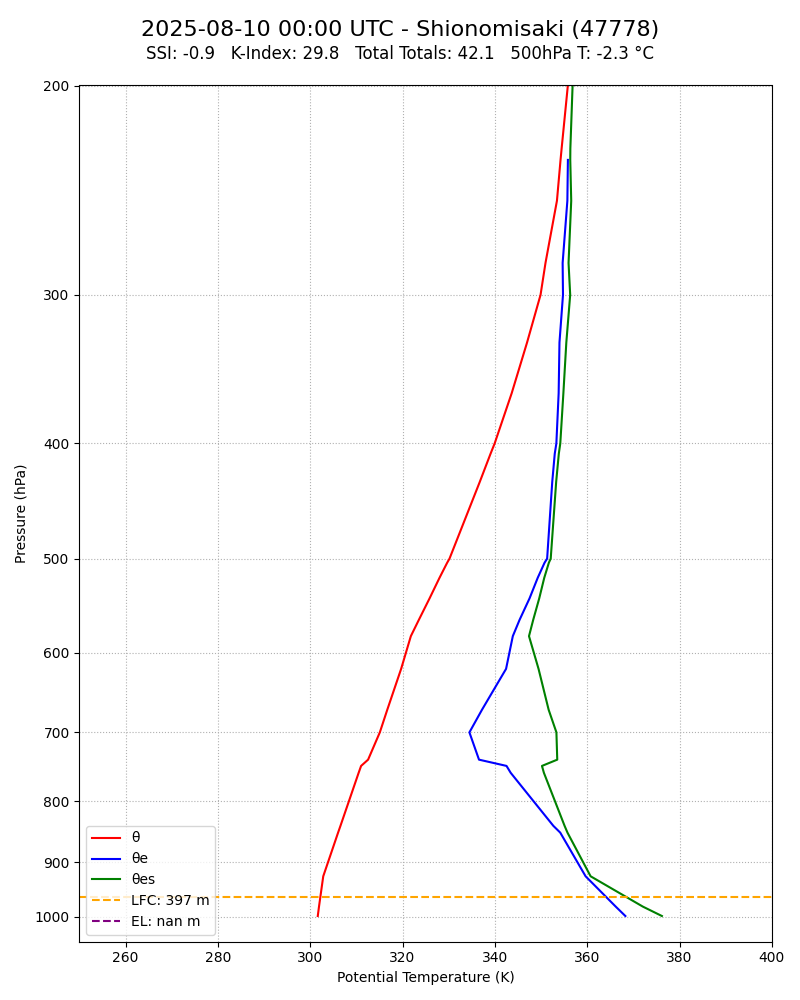 2025-08-10 00:00 UTC - Shionomisaki (47778)
SSI: -0.9   K-Index: 29.8   Total Totals: 42.1   500hPa T: -2.3 °C
200
300
400
500
600
700
800
900
1000
Pressure (hPa)
θ
θe
θes
LFC: 397 m
EL: nan m
260 280 300 320 340 360 380 400
Potential Temperature (K)